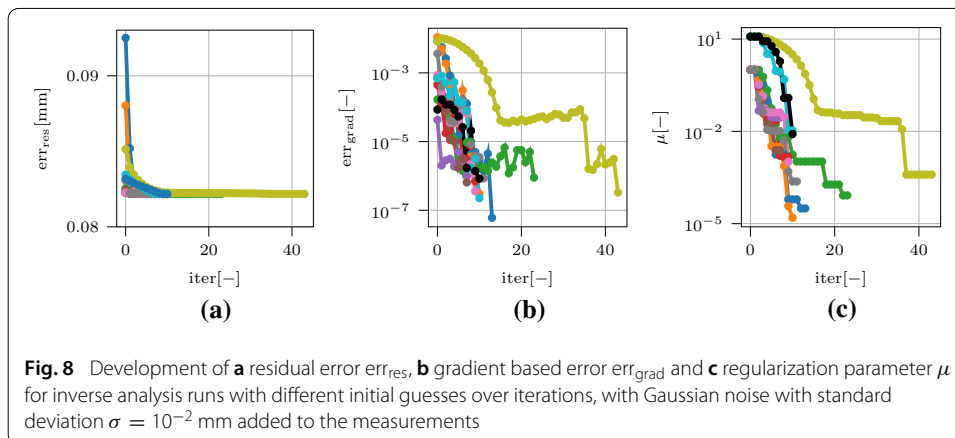 0.09
0.08
err_res[mm]
0 20 40
iter[−]
(a)
10^−3
10^−5
10^−7
err_grad[−]
0 20 40
iter[−]
(b)
10^1
10^−2
10^−5
μ[−]
0 20 40
iter[−]
(c)
Fig. 8 Development of a residual error err_res, b gradient based error err_grad and c regularization parameter μ
for inverse analysis runs with different initial guesses over iterations, with Gaussian noise with standard
deviation σ = 10^−2 mm added to the measurements